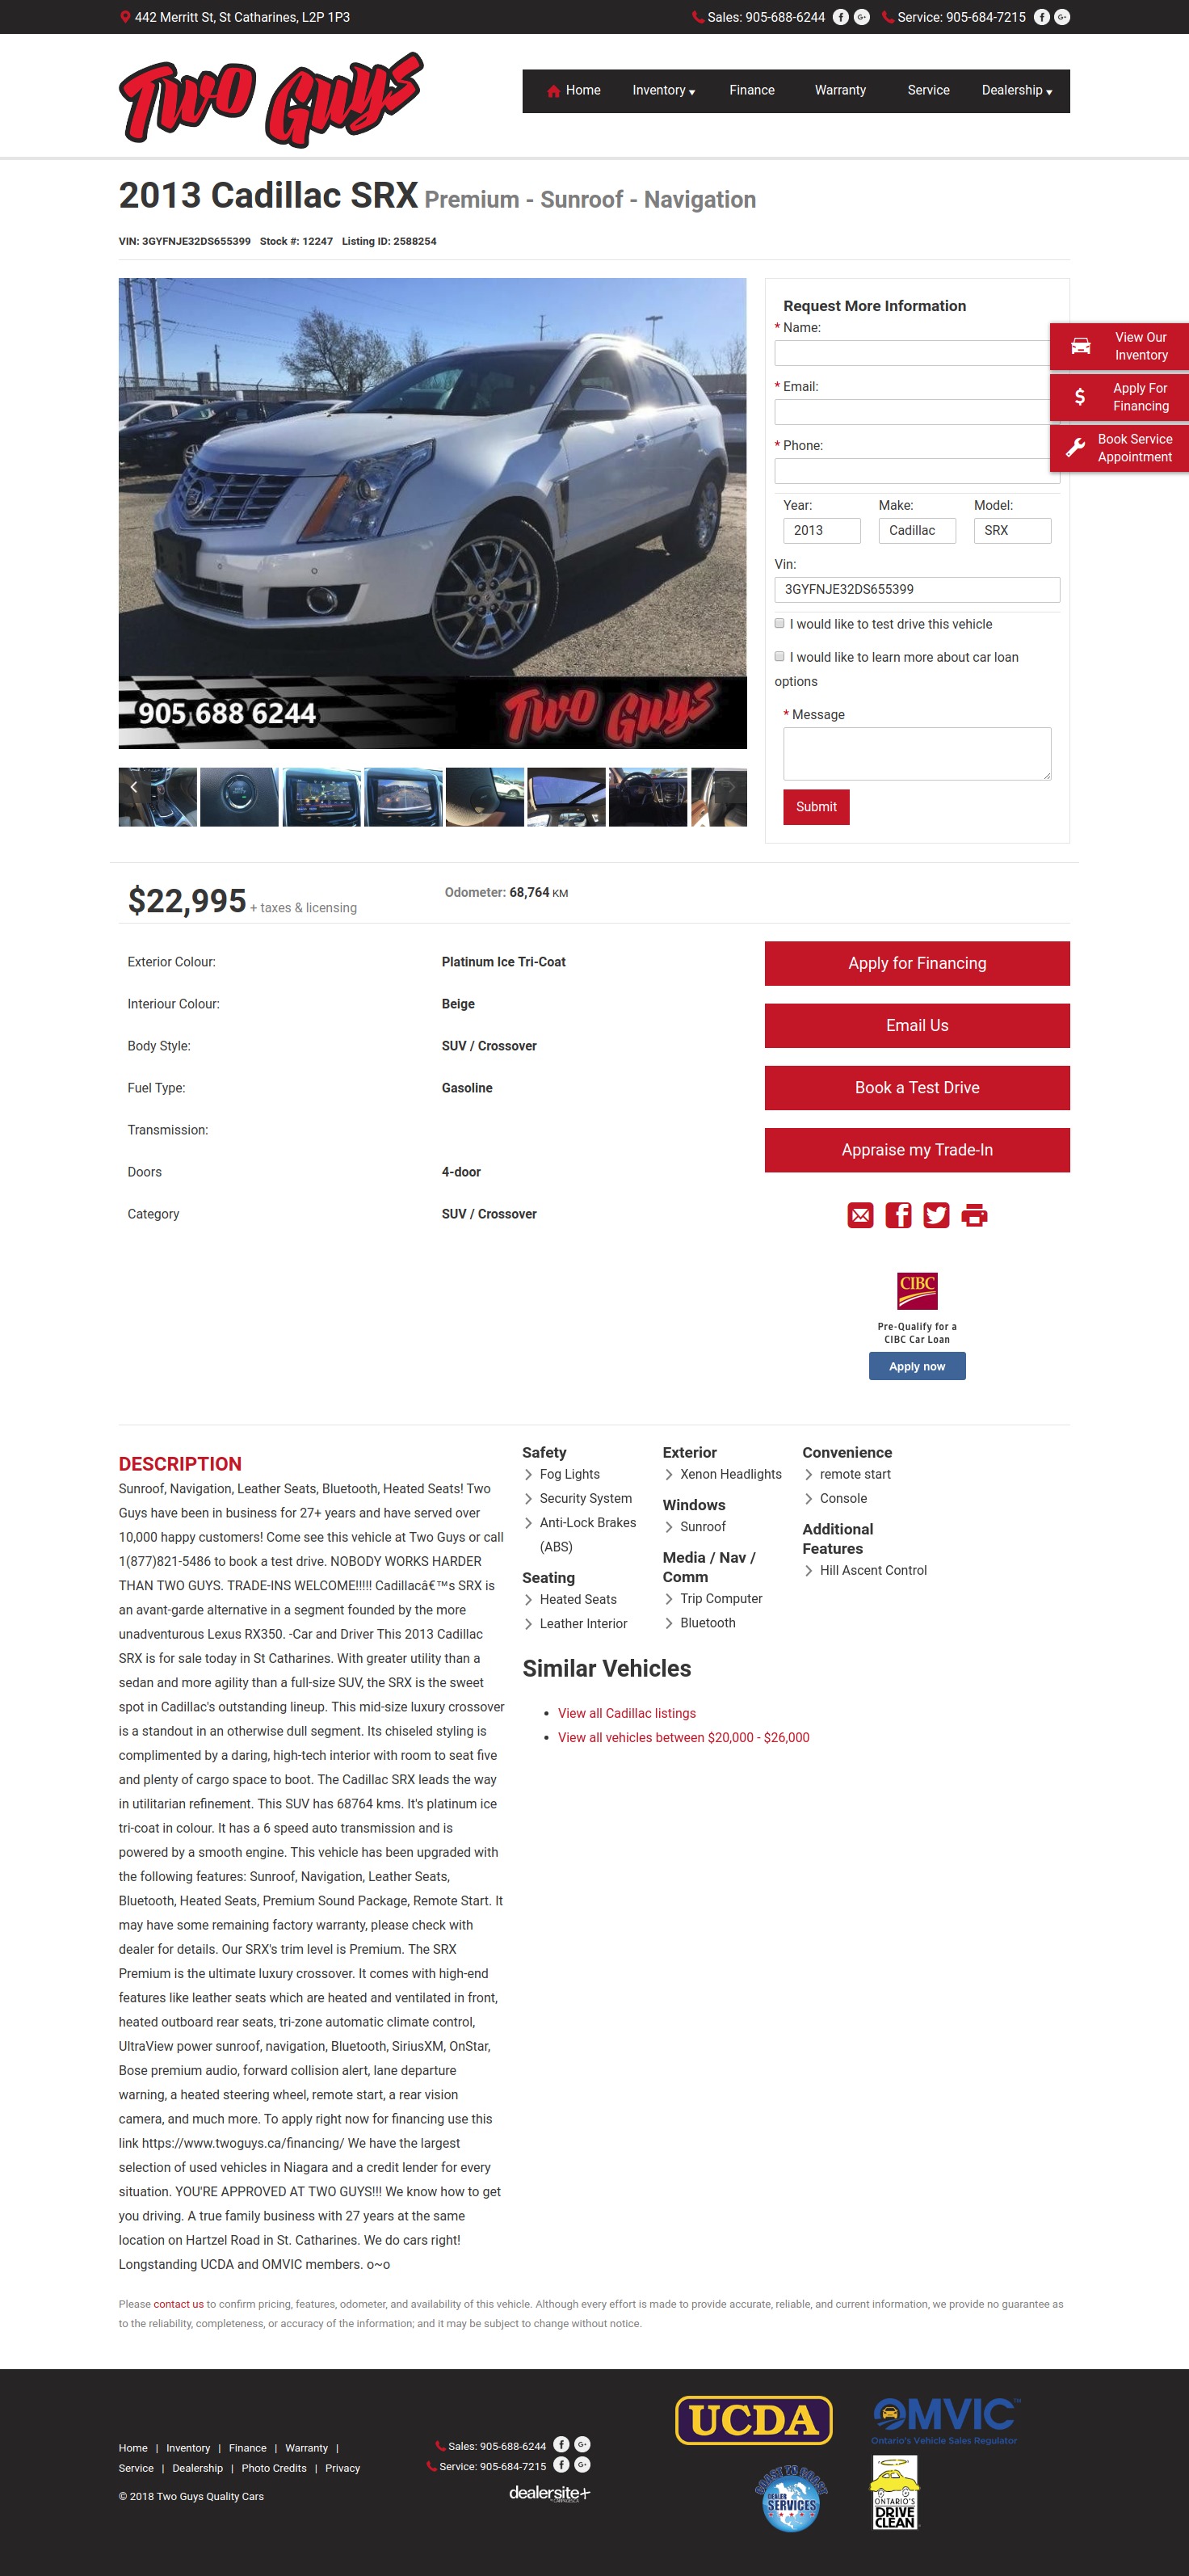 442 Merritt St, St Catharines, L2P 1P3
Sales: 905-688-6244
Service: 905-684-7215
Two Guys
Home
Inventory
Finance
Warranty
Service
Dealership
2013 Cadillac SRX Premium - Sunroof - Navigation
VIN: 3GYFNJE32DS655399 Stock #: 12247 Listing ID: 2588254
905 688 6244
Two Guys
Request More Information
* Name:
* Email:
* Phone:
Year: Make: Model:
2013 Cadillac SRX
Vin:
3GYFNJE32DS655399
I would like to test drive this vehicle
I would like to learn more about car loan
options
* Message
Submit
View Our
Inventory
Apply For
Financing
Book Service
Appointment
$22,995 + taxes & licensing
Odometer: 68,764 KM
Exterior Colour: Platinum Ice Tri-Coat
Interiour Colour: Beige
Body Style: SUV / Crossover
Fuel Type: Gasoline
Transmission:
Doors 4-door
Category SUV / Crossover
Apply for Financing
Email Us
Book a Test Drive
Appraise my Trade-In
CIBC
Pre-Qualify for a
CIBC Car Loan
Apply now
DESCRIPTION
Sunroof, Navigation, Leather Seats, Bluetooth, Heated Seats! Two
Guys have been in business for 27+ years and have served over
10,000 happy customers! Come see this vehicle at Two Guys or call
1(877)821-5486 to book a test drive. NOBODY WORKS HARDER
THAN TWO GUYS. TRADE-INS WELCOME!!!!! Cadillacâ€™s SRX is
an avant-garde alternative in a segment founded by the more
unadventurous Lexus RX350. -Car and Driver This 2013 Cadillac
SRX is for sale today in St Catharines. With greater utility than a
sedan and more agility than a full-size SUV, the SRX is the sweet
spot in Cadillac's outstanding lineup. This mid-size luxury crossover
is a standout in an otherwise dull segment. Its chiseled styling is
complimented by a daring, high-tech interior with room to seat five
and plenty of cargo space to boot. The Cadillac SRX leads the way
in utilitarian refinement. This SUV has 68764 kms. It's platinum ice
tri-coat in colour. It has a 6 speed auto transmission and is
powered by a smooth engine. This vehicle has been upgraded with
the following features: Sunroof, Navigation, Leather Seats,
Bluetooth, Heated Seats, Premium Sound Package, Remote Start. It
may have some remaining factory warranty, please check with
dealer for details. Our SRX's trim level is Premium. The SRX
Premium is the ultimate luxury crossover. It comes with high-end
features like leather seats which are heated and ventilated in front,
heated outboard rear seats, tri-zone automatic climate control,
UltraView power sunroof, navigation, Bluetooth, SiriusXM, OnStar,
Bose premium audio, forward collision alert, lane departure
warning, a heated steering wheel, remote start, a rear vision
camera, and much more. To apply right now for financing use this
link https://www.twoguys.ca/financing/ We have the largest
selection of used vehicles in Niagara and a credit lender for every
situation. YOU'RE APPROVED AT TWO GUYS!!! We know how to get
you driving. A true family business with 27 years at the same
location on Hartzel Road in St. Catharines. We do cars right!
Longstanding UCDA and OMVIC members. o~o
Safety
Fog Lights
Security System
Anti-Lock Brakes
(ABS)
Seating
Heated Seats
Leather Interior
Exterior
Xenon Headlights
Windows
Sunroof
Media / Nav /
Comm
Trip Computer
Bluetooth
Convenience
remote start
Console
Additional
Features
Hill Ascent Control
Similar Vehicles
View all Cadillac listings
View all vehicles between $20,000 - $26,000
Please contact us to confirm pricing, features, odometer, and availability of this vehicle. Although every effort is made to provide accurate, reliable, and current information, we provide no guarantee as
to the reliability, completeness, or accuracy of the information; and it may be subject to change without notice.
Home | Inventory | Finance | Warranty |
Service | Dealership | Photo Credits | Privacy
© 2018 Two Guys Quality Cars
Sales: 905-688-6244
Service: 905-684-7215
dealersite+
UCDA
OMVIC
Ontario's Vehicle Sales Regulator
COAST TO COAST
DEALER
SERVICES
ONTARIO'S
DRIVE
CLEAN